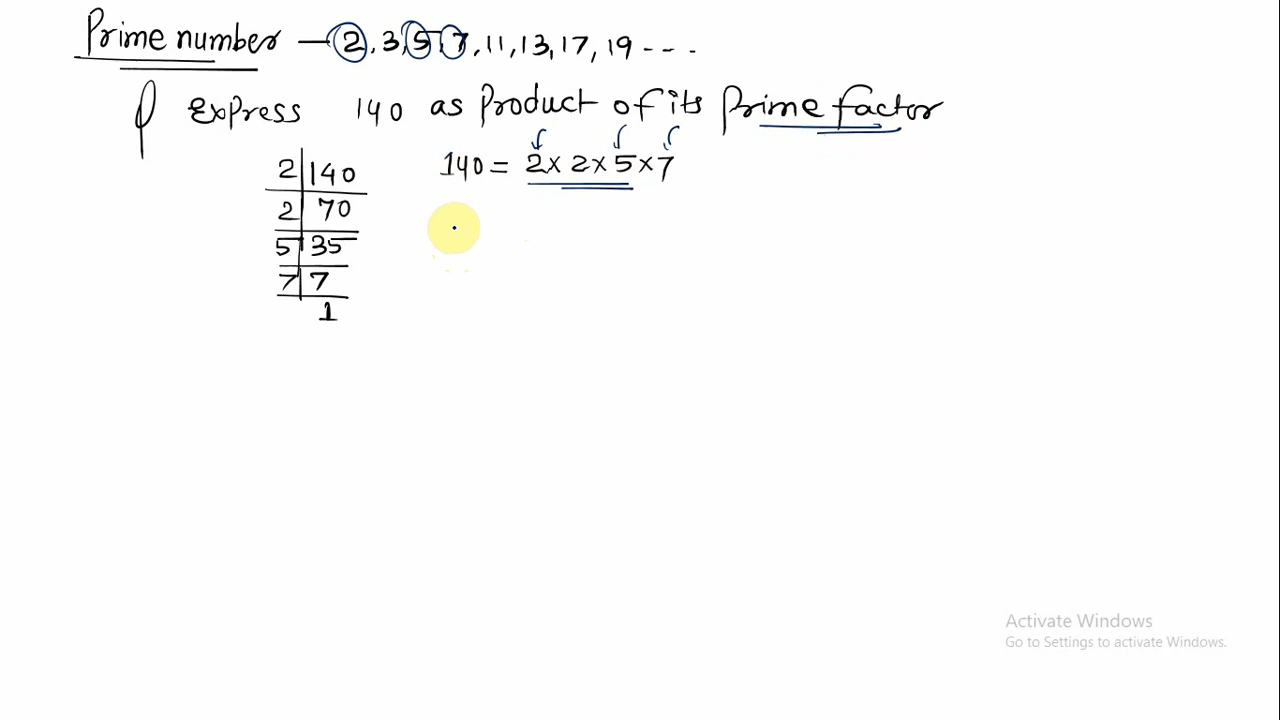 Prime number — 2, 3, 5, 7, 11, 13, 17, 19 - - -
Q Express 140 as Product of its Prime factor
2 | 140
2 | 70
5 | 35
7 | 7
1
140 = 2 × 2 × 5 × 7
Activate Windows
Go to Settings to activate Windows.